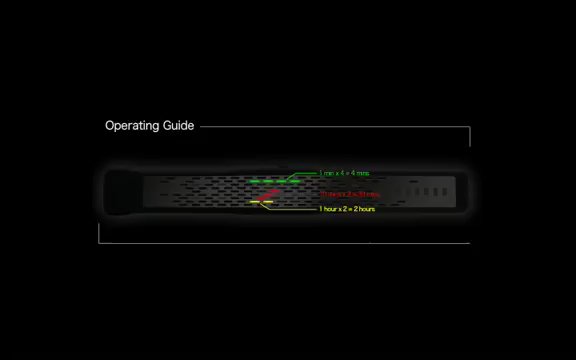 Operating Guide
1 min x 4 = 4 mins
1 hour x 2 = 2 hours